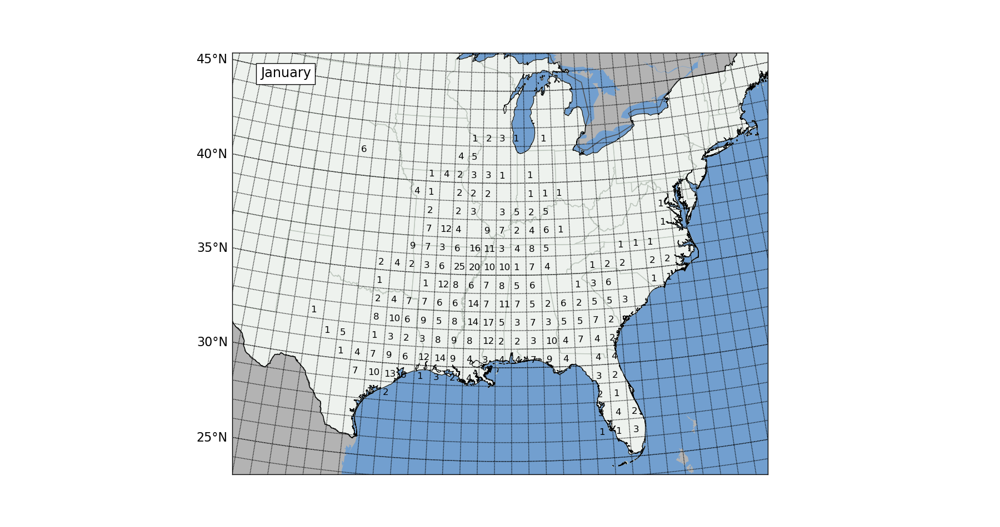 45°N
January
1 2 3 1 1
40°N
6
4 5
1 4 2 3 3 1 1
4 1 2 2 2 1 1 1
1
2 2 3 3 5 2 5
1
7 12 4 9 7 2 4 6 1
35°N
9 7 3 6 16 11 3 4 8 5 1 1 1
2 4 2 3 6 25 20 10 10 1 7 4 1 2 2 2 2
1 1 12 8 6 7 8 5 6 1 3 6 1 1
2 4 7 7 6 6 14 7 11 7 5 2 6 2 5 5 3
1
8 10 6 9 5 8 14 17 5 3 7 3 5 5 7 2
30°N
1 5 1 3 2 3 8 9 8 12 2 2 3 10 4 7 4 2
1 4 7 9 6 12 14 9 4 3 4 4 7 9 4 4 4
7 10 13 6 1 3 2 4 3 2
2 2 1
4 2
25°N
1 1 3